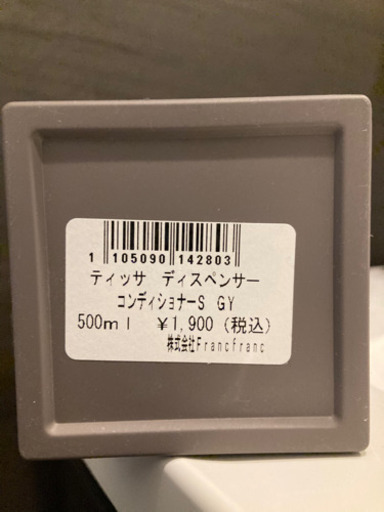 1 105090 142803
ティッサ ディスペンサー
コンディショナーS GY
500ml ¥1,900(税込)
株式会社Francfranc